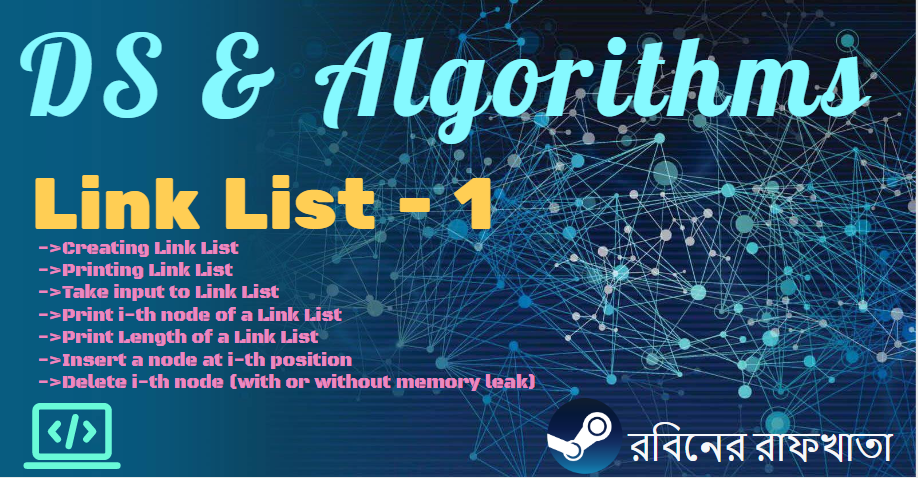 DS & Algorithms
Link List - 1
->Creating Link List
->Printing Link List
->Take input to Link List
->Print i-th node of a Link List
->Print Length of a Link List
->Insert a node at i-th position
->Delete i-th node (with or without memory leak)
</>
রবিনের রাফখাতা